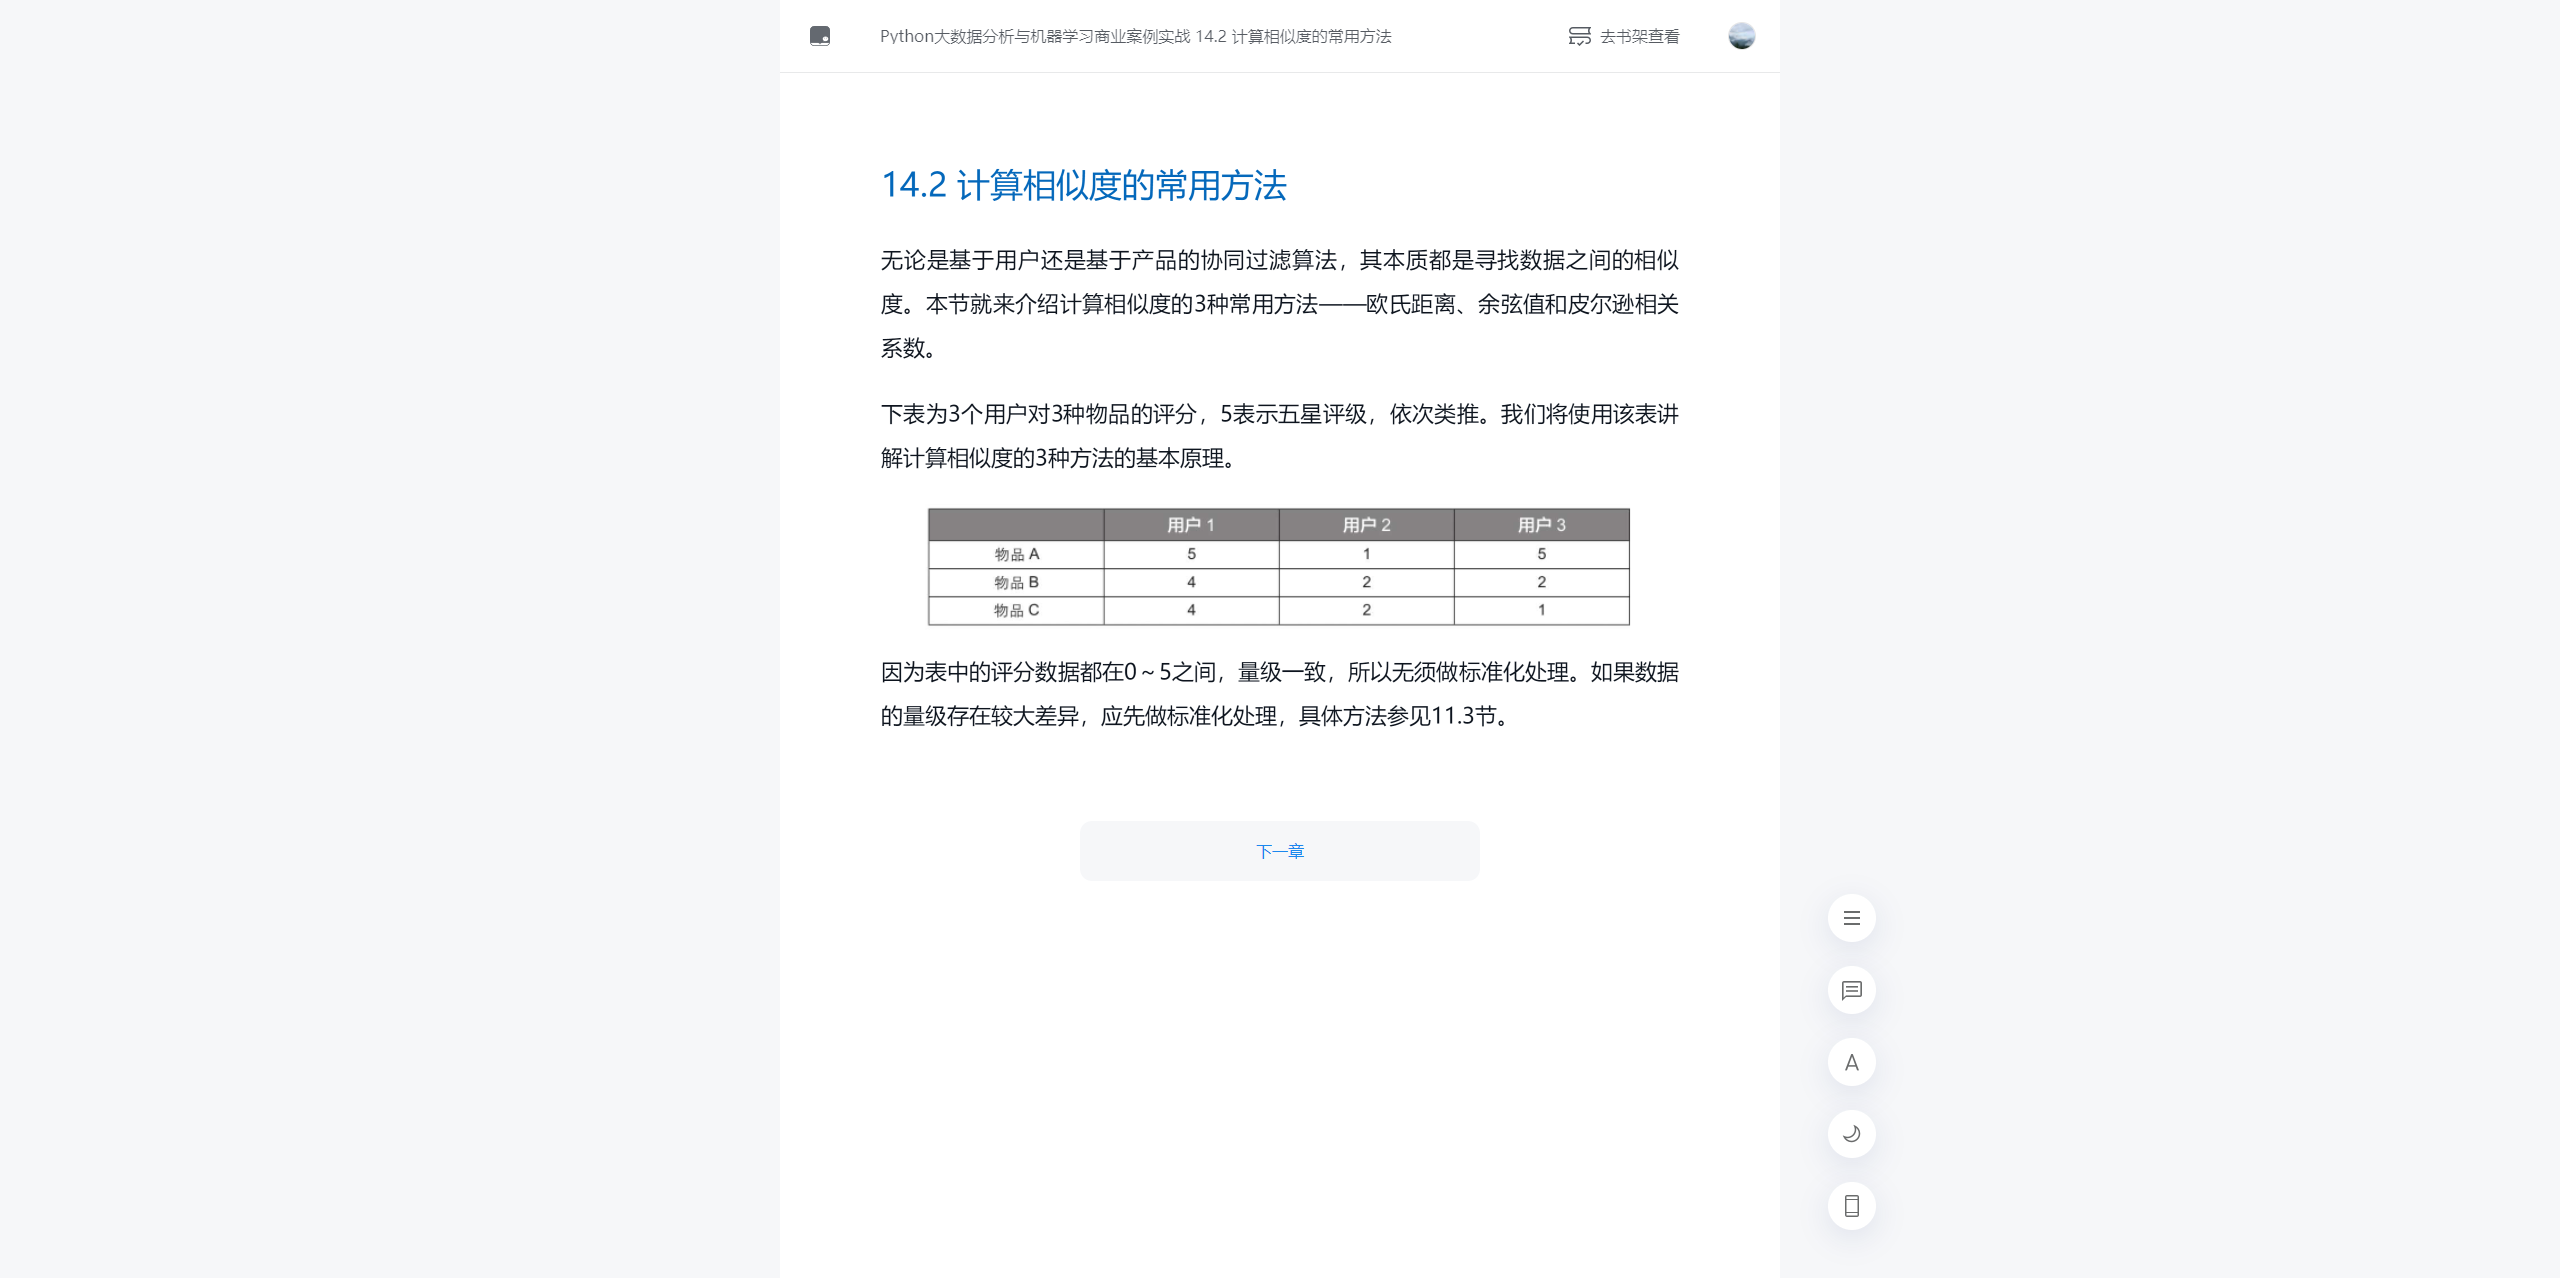 Python大数据分析与机器学习商业案例实战 14.2 计算相似度的常用方法
去书架查看
14.2 计算相似度的常用方法
无论是基于用户还是基于产品的协同过滤算法，其本质都是寻找数据之间的相似
度。本节就来介绍计算相似度的3种常用方法——欧氏距离、余弦值和皮尔逊相关
系数。
下表为3个用户对3种物品的评分，5表示五星评级，依次类推。我们将使用该表讲
解计算相似度的3种方法的基本原理。
用户 1 用户 2 用户 3
物品 A 5 1 5
物品 B 4 2 2
物品 C 4 2 1
因为表中的评分数据都在0～5之间，量级一致，所以无须做标准化处理。如果数据
的量级存在较大差异，应先做标准化处理，具体方法参见11.3节。
下一章
A